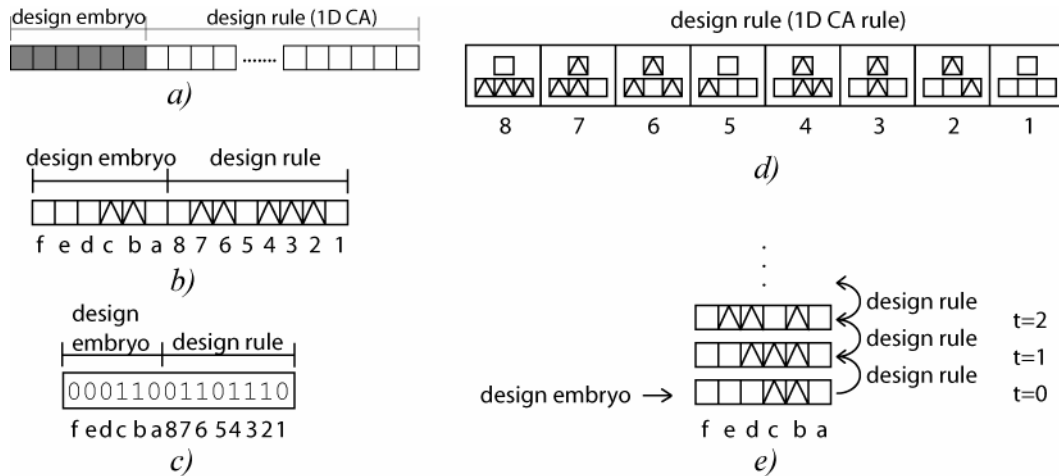 design embryo design rule (1D CA)
.......
a)
design embryo design rule
f e d c b a 8 7 6 5 4 3 2 1
b)
design
embryo design rule
00011001101110
f e d c b a 8 7 6 5 4 3 2 1
c)
design rule (1D CA rule)
8 7 6 5 4 3 2 1
d)
design rule
t=2
design rule
t=1
design rule
design embryo → t=0
f e d c b a
e)